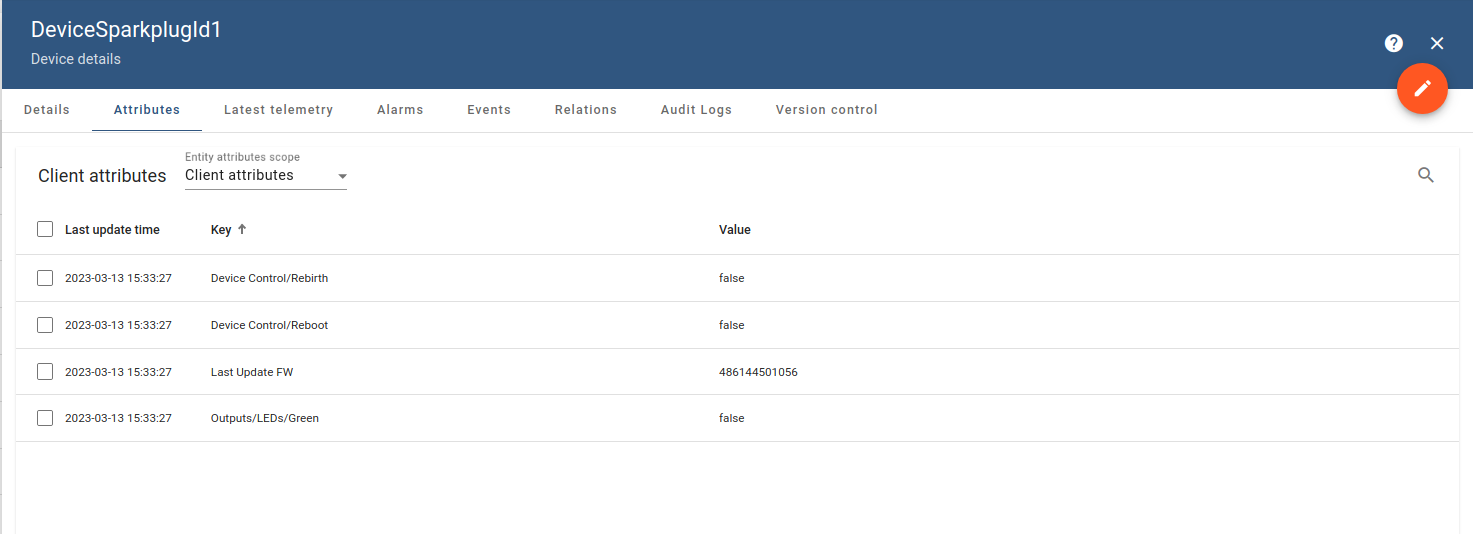 DeviceSparkplugId1
Device details
Details Attributes Latest telemetry Alarms Events Relations Audit Logs Version control
Entity attributes scope
Client attributes Client attributes
Last update time Key Value
2023-03-13 15:33:27 Device Control/Rebirth false
2023-03-13 15:33:27 Device Control/Reboot false
2023-03-13 15:33:27 Last Update FW 486144501056
2023-03-13 15:33:27 Outputs/LEDs/Green false